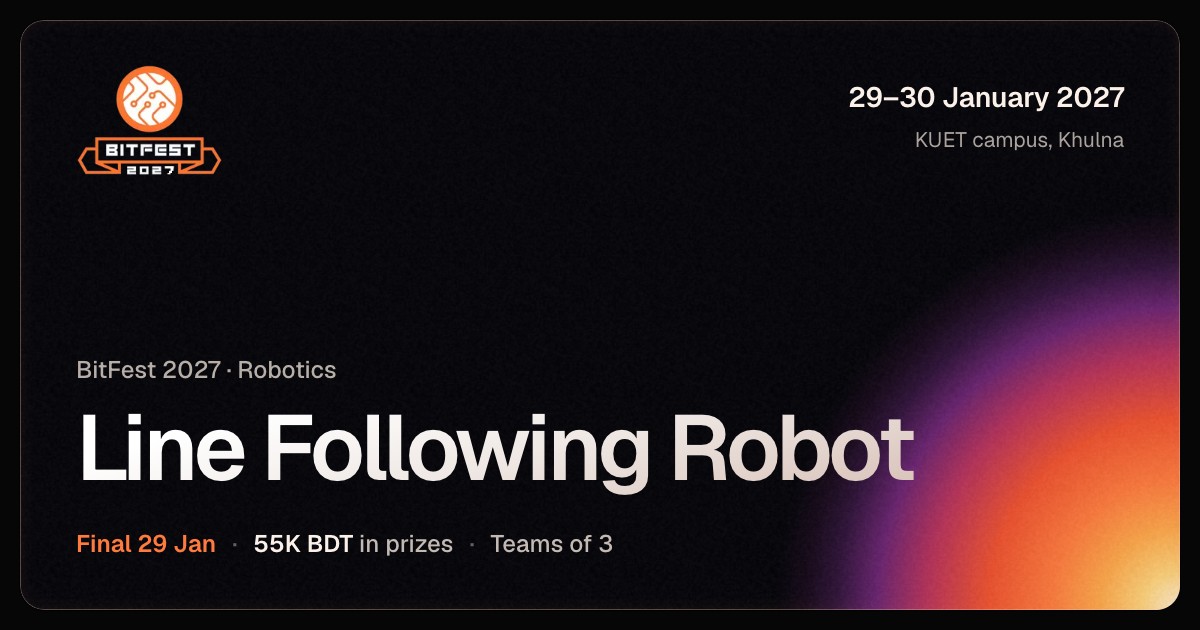 BITFEST
2027
29–30 January 2027
KUET campus, Khulna
BitFest 2027 · Robotics
Line Following Robot
Final 29 Jan · 55K BDT in prizes · Teams of 3